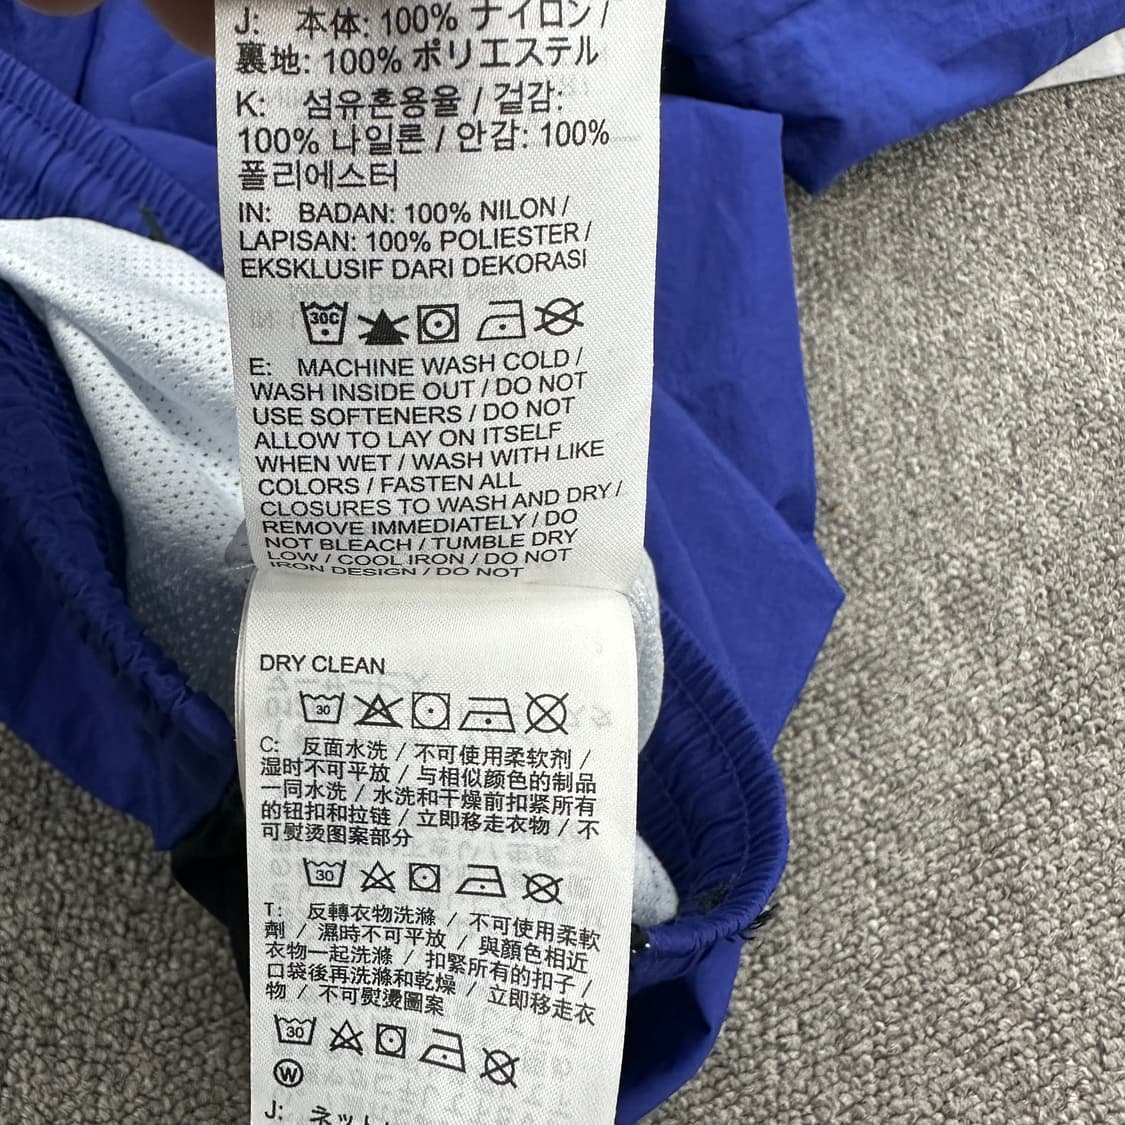 J: 本体: 100% ナイロン /
裏地: 100% ポリエステル
K: 섬유혼용율 / 겉감:
100% 나일론 / 안감: 100%
폴리에스터
IN: BADAN: 100% NILON /
LAPISAN: 100% POLIESTER /
EKSKLUSIF DARI DEKORASI
30C
E: MACHINE WASH COLD /
WASH INSIDE OUT / DO NOT
USE SOFTENERS / DO NOT
ALLOW TO LAY ON ITSELF
WHEN WET / WASH WITH LIKE
COLORS / FASTEN ALL
CLOSURES TO WASH AND DRY /
REMOVE IMMEDIATELY / DO
NOT BLEACH / TUMBLE DRY
LOW / COOL IRON / DO NOT
IRON DESIGN / DO NOT
DRY CLEAN
30
C: 反面水洗 / 不可使用柔软剂 /
湿时不可平放 / 与相似颜色的制品
一同水洗 / 水洗和干燥前扣紧所有
的钮扣和拉链 / 立即移走衣物 / 不
可熨烫图案部分
30
T: 反轉衣物洗滌 / 不可使用柔軟
劑 / 濕時不可平放 / 與顏色相近
衣物一起洗滌 / 扣緊所有的扣子 /
口袋後再洗滌和乾燥 / 立即移走衣
物 / 不可熨燙圖案
30
W
J: ネット